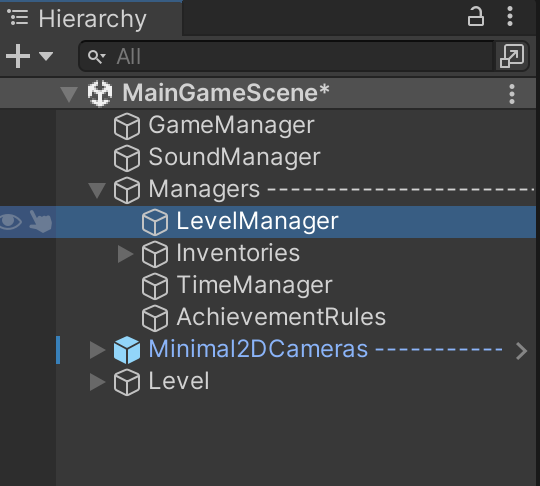 Hierarchy
All
MainGameScene*
GameManager
SoundManager
Managers -----------------------
LevelManager
Inventories
TimeManager
AchievementRules
Minimal2DCameras -----------
Level